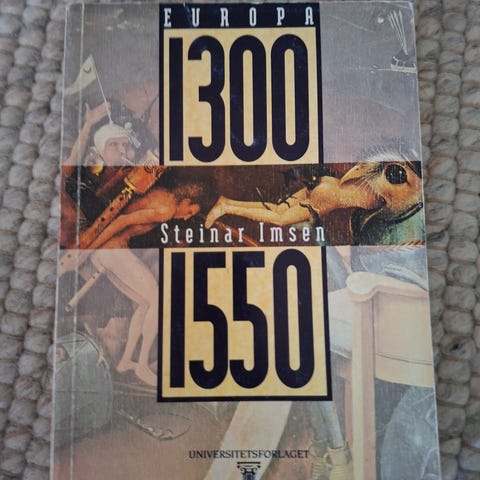 EUROPA
1300
Steinar Imsen
1550
UNIVERSITETSFORLAGET